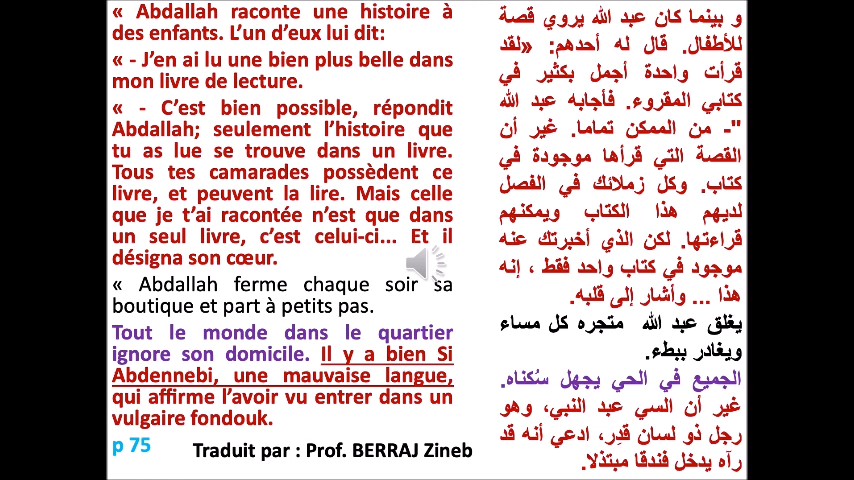 « Abdallah raconte une histoire à
des enfants. L’un d’eux lui dit:
« - J’en ai lu une bien plus belle dans
mon livre de lecture.
« - C’est bien possible, répondit
Abdallah; seulement l’histoire que
tu as lue se trouve dans un livre.
Tous tes camarades possèdent ce
livre, et peuvent la lire. Mais celle
que je t’ai racontée n’est que dans
un seul livre, c’est celui-ci... Et il
désigna son cœur.
« Abdallah ferme chaque soir sa
boutique et part à petits pas.
Tout le monde dans le quartier
ignore son domicile. Il y a bien Si
Abdennebi, une mauvaise langue,
qui affirme l’avoir vu entrer dans un
vulgaire fondouk.
p 75
Traduit par : Prof. BERRAJ Zineb
و بينما كان عبد الله يروي قصة
للأطفال. قال له أحدهم: «لقد
قرأت واحدة أجمل بكثير في
كتابي المقروء. فأجابه عبد الله
"- من الممكن تماما. غير أن
القصة التي قرأها موجودة في
كتاب. وكل زملائك في الفصل
لديهم هذا الكتاب ويمكنهم
قراءتها. لكن الذي أخبرتك عنه
موجود في كتاب واحد فقط ، إنه
هذا ... وأشار إلى قلبه.
يغلق عبد الله متجره كل مساء
ويغادر ببطء.
الجميع في الحي يجهل سُكناه.
غير أن السي عبد النبي، وهو
رجل ذو لسان قذِر، ادعي أنه قد
رآه يدخل فندقا مبتذلا.